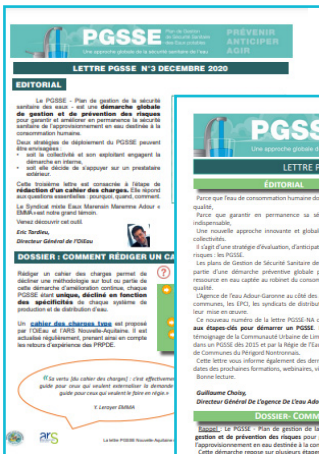 PGSSE
Plan de Gestion
de Sécurité Sanitaire
des Eaux potables
Une approche globale de la sécurité sanitaire de l'eau
PRÉVENIR
ANTICIPER
AGIR
LETTRE PGSSE N°3 DECEMBRE 2020
EDITORIAL
Le PGSSE - Plan de gestion de la sécurité
sanitaire des eaux - est une démarche globale
de gestion et de prévention des risques
pour garantir et améliorer en permanence la sécurité
sanitaire de l'approvisionnement en eau destinée à la
consommation humaine.
Deux stratégies de déploiement du PGSSE peuvent
être envisagées :
• soit la collectivité et son exploitant engagent la
démarche en interne,
• soit elle décide de s'appuyer sur un prestataire
extérieur.
Cette troisième lettre est consacrée à l'étape de
rédaction d'un cahier des charges. Elle répond
aux questions essentielles : pourquoi, quand, comment.
Le Syndicat mixte Eaux Marensin Maremne Adour «
EMMA» est notre grand témoin.
Venez découvrir cet outil.
Eric Tardieu,
Directeur Général de l'OiEau
DOSSIER : COMMENT RÉDIGER UN CA
Rédiger un cahier des charges permet de
décliner une méthodologie sur tout ou partie de
cette démarche d'amélioration continue, chaque
PGSSE étant unique, décliné en fonction
des spécificités de chaque système de
production et de distribution d'eau.
Un cahier des charges type est proposé
par l'OiEau et l'ARS Nouvelle-Aquitaine. Il est
actualisé régulièrement, prenant ainsi en compte
les retours d'expérience des PRPDE.
Il « Sa vertu [du cahier des charges] : c'est effectivement
guide pour ceux qui veulent externaliser la demande
guide pour ceux qui veulent le faire en régie.»
Y. Leroyer EMMA
ars
La lettre PGSSE Nouvelle Aquitaine
PGSS
Une approche globale d
LETTRE P
ÉDITORIAL
Parce que l'eau de consommation humaine do
qualité,
Parce que garantir en permanence sa sé
indispensable,
Une nouvelle approche innovante et global
collectivités.
Il s'agit d'une stratégie d'évaluation, d'anticipat
risques : les PGSSE.
Les plans de Gestion de Sécurité Sanitaire de
partie d'une démarche préventive globale p
ressource en eau captée au robinet du consom
qualité.
L'Agence de l'eau Adour-Garonne au côté des
communes, les EPCI, les syndicats de distribut
leur mise en œuvre.
Ce nouveau numéro de la lettre PGSSE-NA c
aux étapes-clés pour démarrer un PGSSE.
témoignage de la Communauté Urbaine de Lim
dans un PGSSE dès 2015 et par la Régie de l'Ea
de Communes du Périgord Nontronnais.
Cette lettre vous informe également des dern
dates des prochaines formations, webinaires, vi
Bonne lecture.
Guillaume Choisy,
Directeur Général De L'agence De L'eau Ado
DOSSIER- COMM
Rappel : Le PGSSE - Plan de gestion de la
gestion et de prévention des risques pour
l'approvisionnement en eau destinée à la cons
Cette démarche repose sur plusieurs étapes